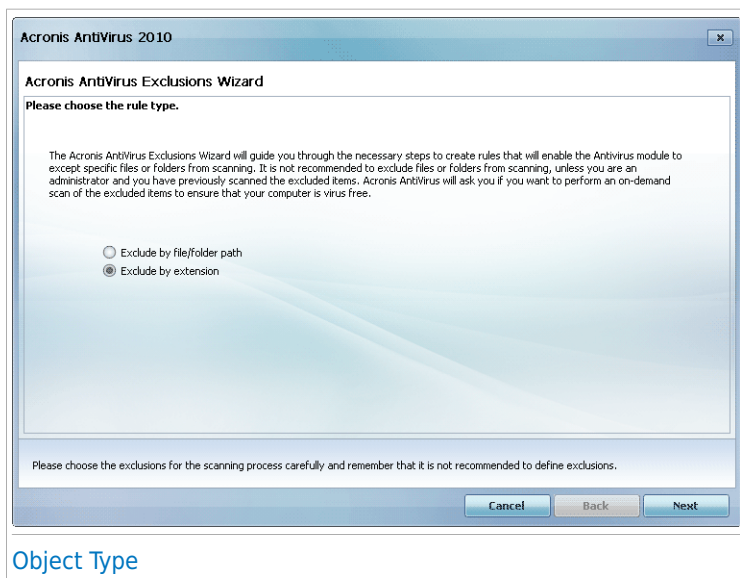 Acronis AntiVirus 2010
x
Acronis AntiVirus Exclusions Wizard
Please choose the rule type.
The Acronis AntiVirus Exclusions Wizard will guide you through the necessary steps to create rules that will enable the Antivirus module to
except specific files or folders from scanning. It is not recommended to exclude files or folders from scanning, unless you are an
administrator and you have previously scanned the excluded items. Acronis AntiVirus will ask you if you want to perform an on-demand
scan of the excluded items to ensure that your computer is virus free.
Exclude by file/folder path
Exclude by extension
Please choose the exclusions for the scanning process carefully and remember that it is not recommended to define exclusions.
Cancel Back Next
Object Type